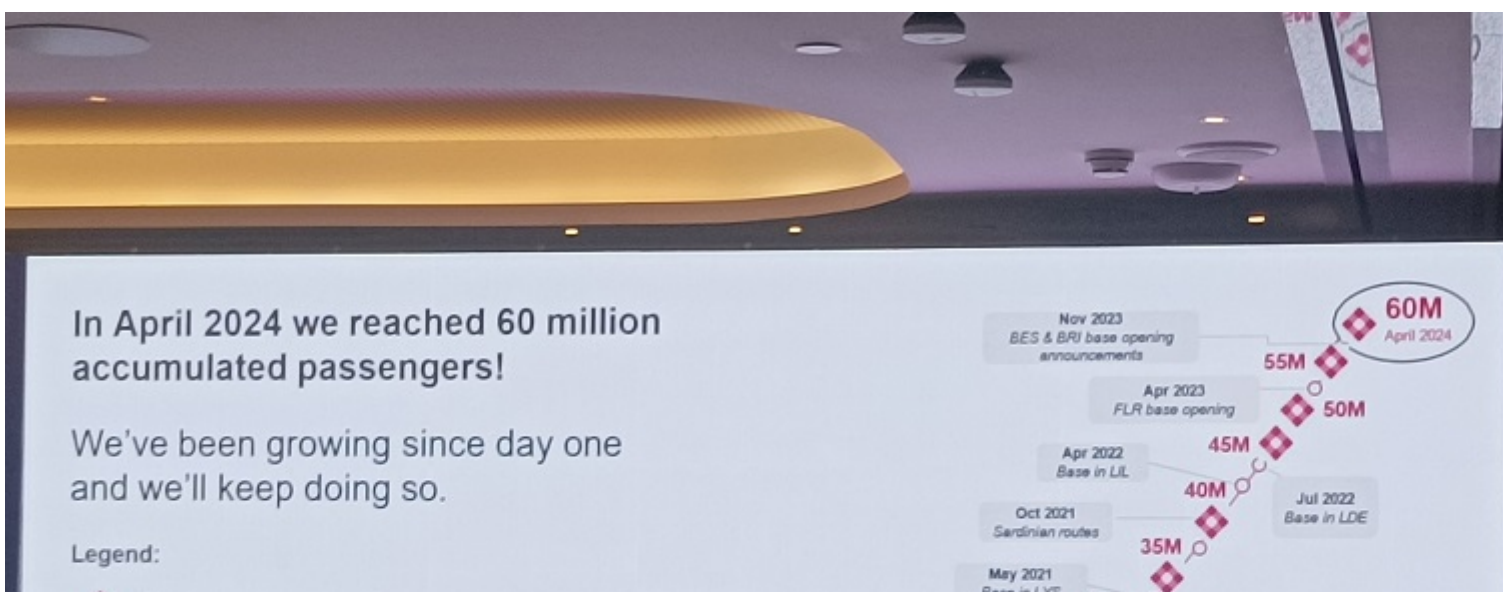 In April 2024 we reached 60 million
accumulated passengers!
We've been growing since day one
and we'll keep doing so.
Legend:
60M
April 2024
Nov 2023
BES & BRI base opening
announcements
55M
Apr 2023
FLR base opening
50M
45M
Apr 2022
Base in LIL
40M
Jul 2022
Base in LDE
Oct 2021
Sardinian routes
35M
May 2021